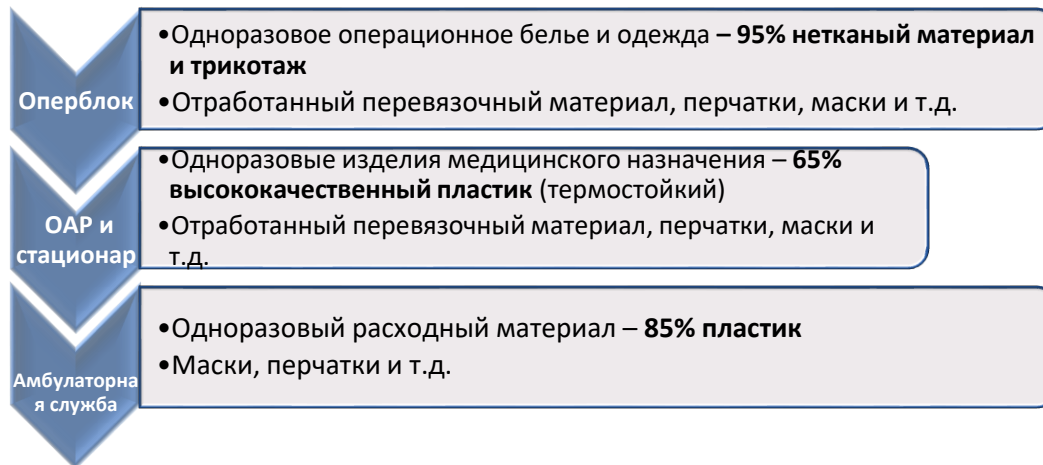 Оперблок
•Одноразовое операционное белье и одежда – 95% нетканый материал
и трикотаж
•Отработанный перевязочный материал, перчатки, маски и т.д.
ОАР и
стационар
•Одноразовые изделия медицинского назначения – 65%
высококачественный пластик (термостойкий)
•Отработанный перевязочный материал, перчатки, маски и
т.д.
Амбулаторна
я служба
•Одноразовый расходный материал – 85% пластик
•Маски, перчатки и т.д.